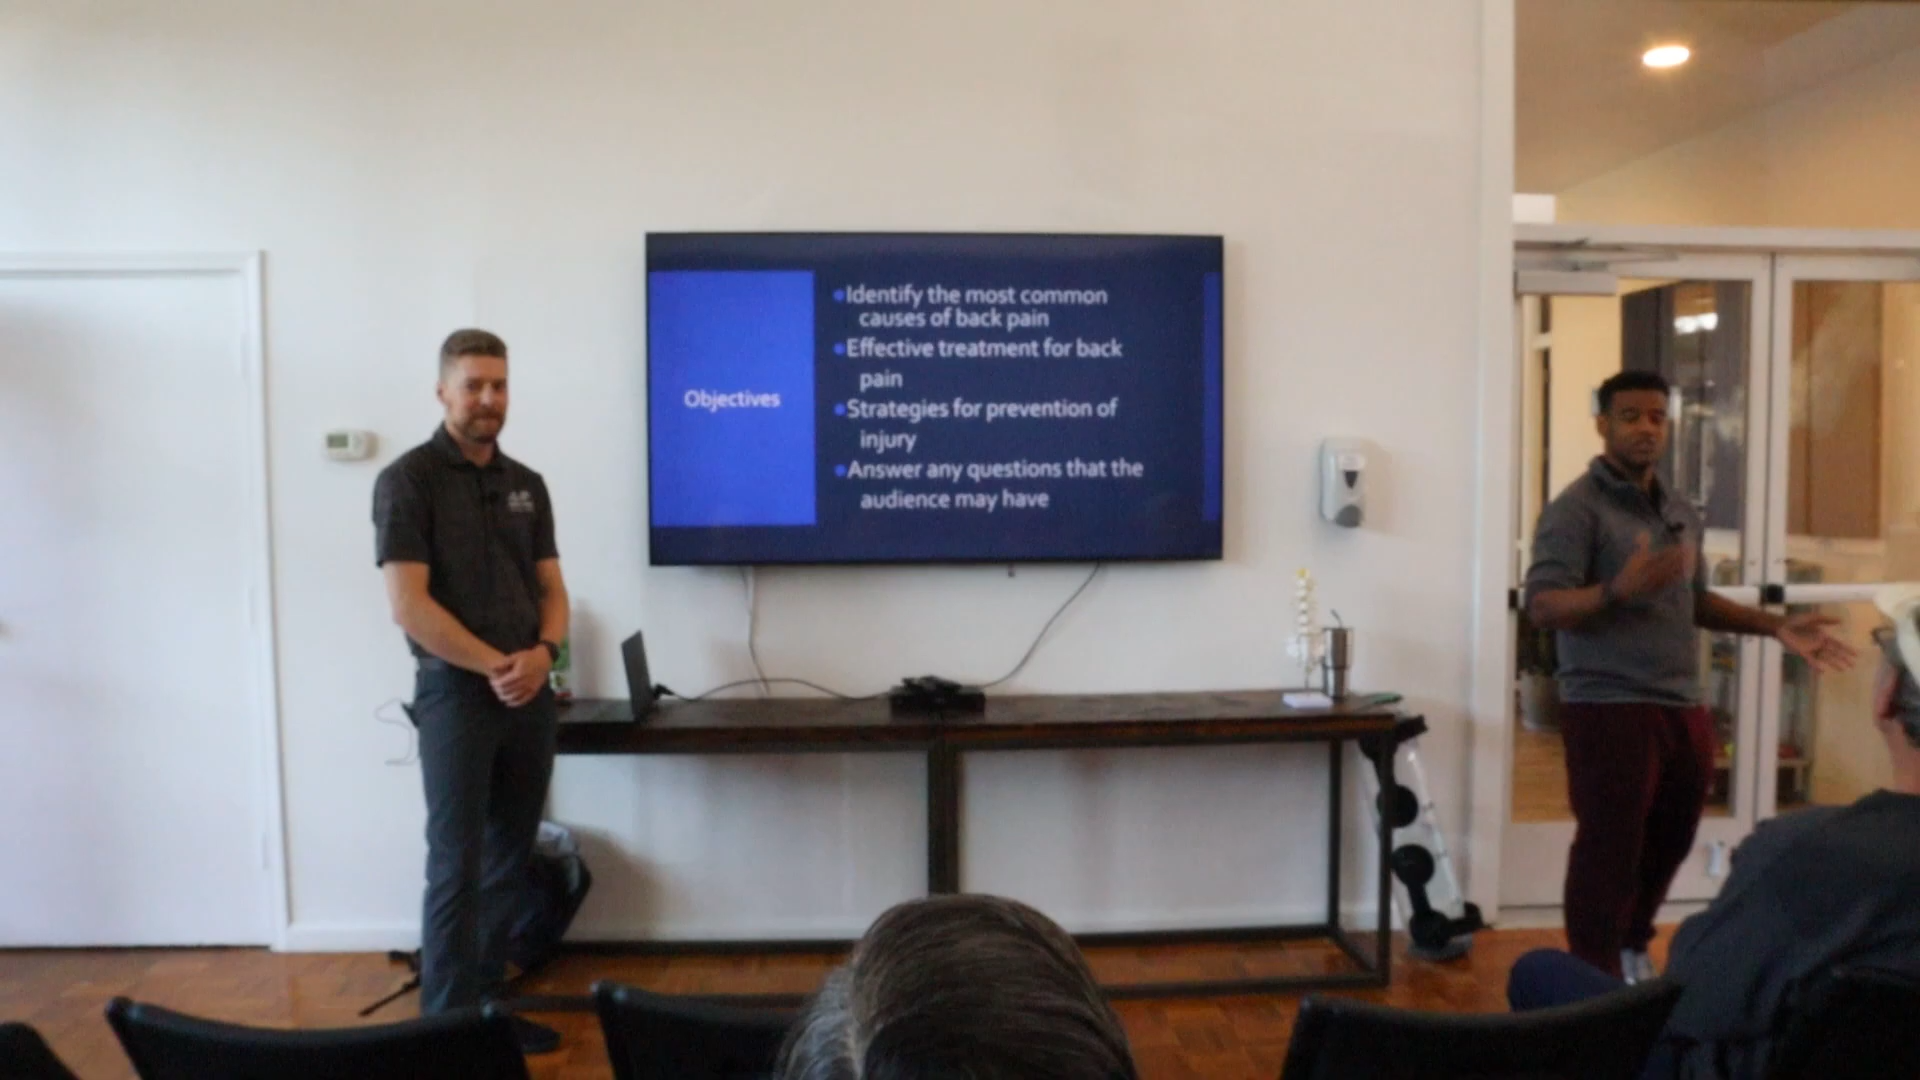 Objectives
•Identify the most common
causes of back pain
•Effective treatment for back
pain
•Strategies for prevention of
injury
•Answer any questions that the
audience may have